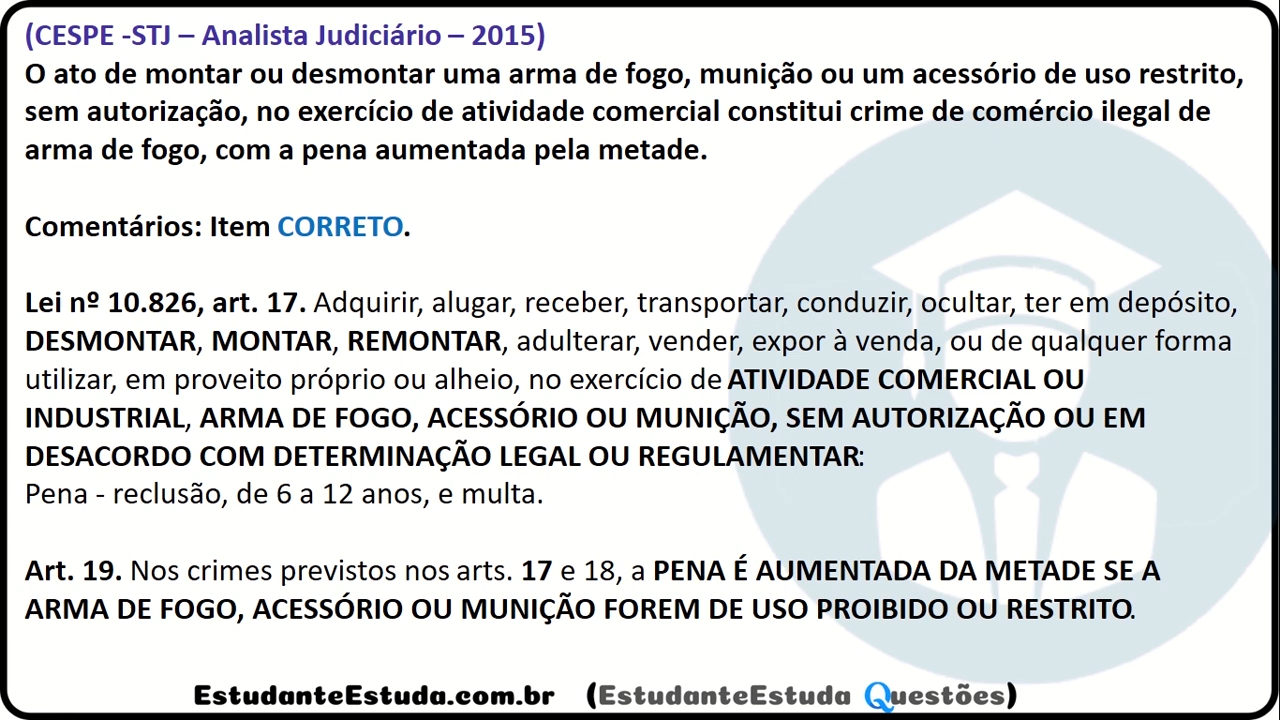 (CESPE -STJ – Analista Judiciário – 2015)
O ato de montar ou desmontar uma arma de fogo, munição ou um acessório de uso restrito,
sem autorização, no exercício de atividade comercial constitui crime de comércio ilegal de
arma de fogo, com a pena aumentada pela metade.
Comentários: Item CORRETO.
Lei nº 10.826, art. 17. Adquirir, alugar, receber, transportar, conduzir, ocultar, ter em depósito,
DESMONTAR, MONTAR, REMONTAR, adulterar, vender, expor à venda, ou de qualquer forma
utilizar, em proveito próprio ou alheio, no exercício de ATIVIDADE COMERCIAL OU
INDUSTRIAL, ARMA DE FOGO, ACESSÓRIO OU MUNIÇÃO, SEM AUTORIZAÇÃO OU EM
DESACORDO COM DETERMINAÇÃO LEGAL OU REGULAMENTAR:
Pena - reclusão, de 6 a 12 anos, e multa.
Art. 19. Nos crimes previstos nos arts. 17 e 18, a PENA É AUMENTADA DA METADE SE A
ARMA DE FOGO, ACESSÓRIO OU MUNIÇÃO FOREM DE USO PROIBIDO OU RESTRITO.
EstudanteEstuda.com.br (EstudanteEstuda Questões)